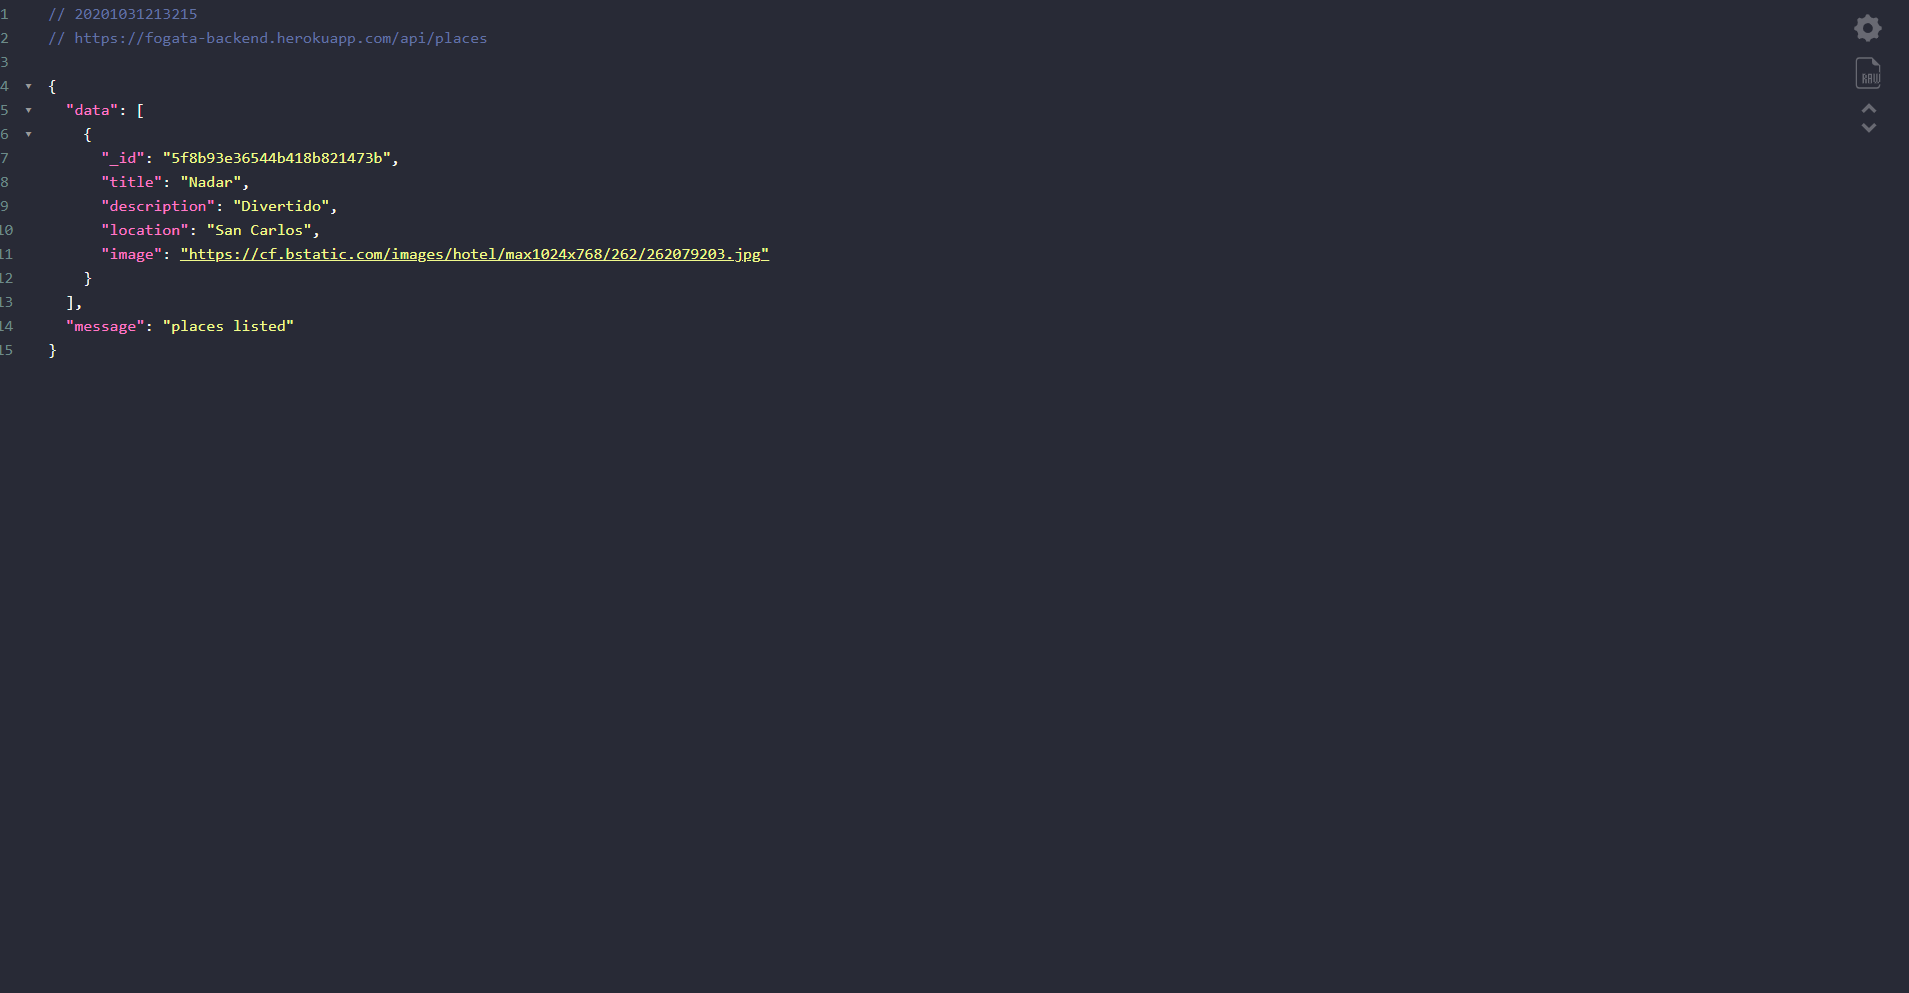 1 // 20201031213215
2 // https://fogata-backend.herokuapp.com/api/places
3
4 {
5 "data": [
6 {
7 "_id": "5f8b93e36544b418b821473b",
8 "title": "Nadar",
9 "description": "Divertido",
10 "location": "San Carlos",
11 "image": "https://cf.bstatic.com/images/hotel/max1024x768/262/262079203.jpg"
12 }
13 ],
14 "message": "places listed"
15 }
RAW